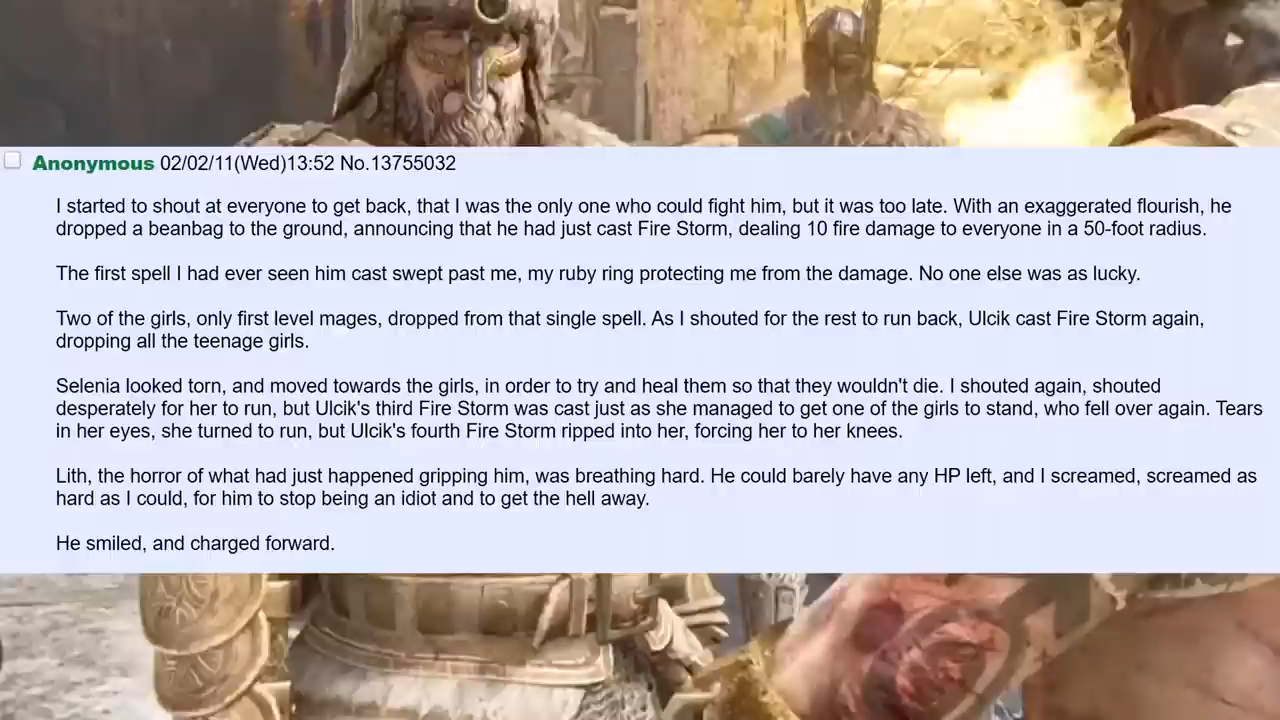 Anonymous 02/02/11(Wed)13:52 No.13755032
I started to shout at everyone to get back, that I was the only one who could fight him, but it was too late. With an exaggerated flourish, he
dropped a beanbag to the ground, announcing that he had just cast Fire Storm, dealing 10 fire damage to everyone in a 50-foot radius.
The first spell I had ever seen him cast swept past me, my ruby ring protecting me from the damage. No one else was as lucky.
Two of the girls, only first level mages, dropped from that single spell. As I shouted for the rest to run back, Ulcik cast Fire Storm again,
dropping all the teenage girls.
Selenia looked torn, and moved towards the girls, in order to try and heal them so that they wouldn't die. I shouted again, shouted
desperately for her to run, but Ulcik's third Fire Storm was cast just as she managed to get one of the girls to stand, who fell over again. Tears
in her eyes, she turned to run, but Ulcik's fourth Fire Storm ripped into her, forcing her to her knees.
Lith, the horror of what had just happened gripping him, was breathing hard. He could barely have any HP left, and I screamed, screamed as
hard as I could, for him to stop being an idiot and to get the hell away.
He smiled, and charged forward.